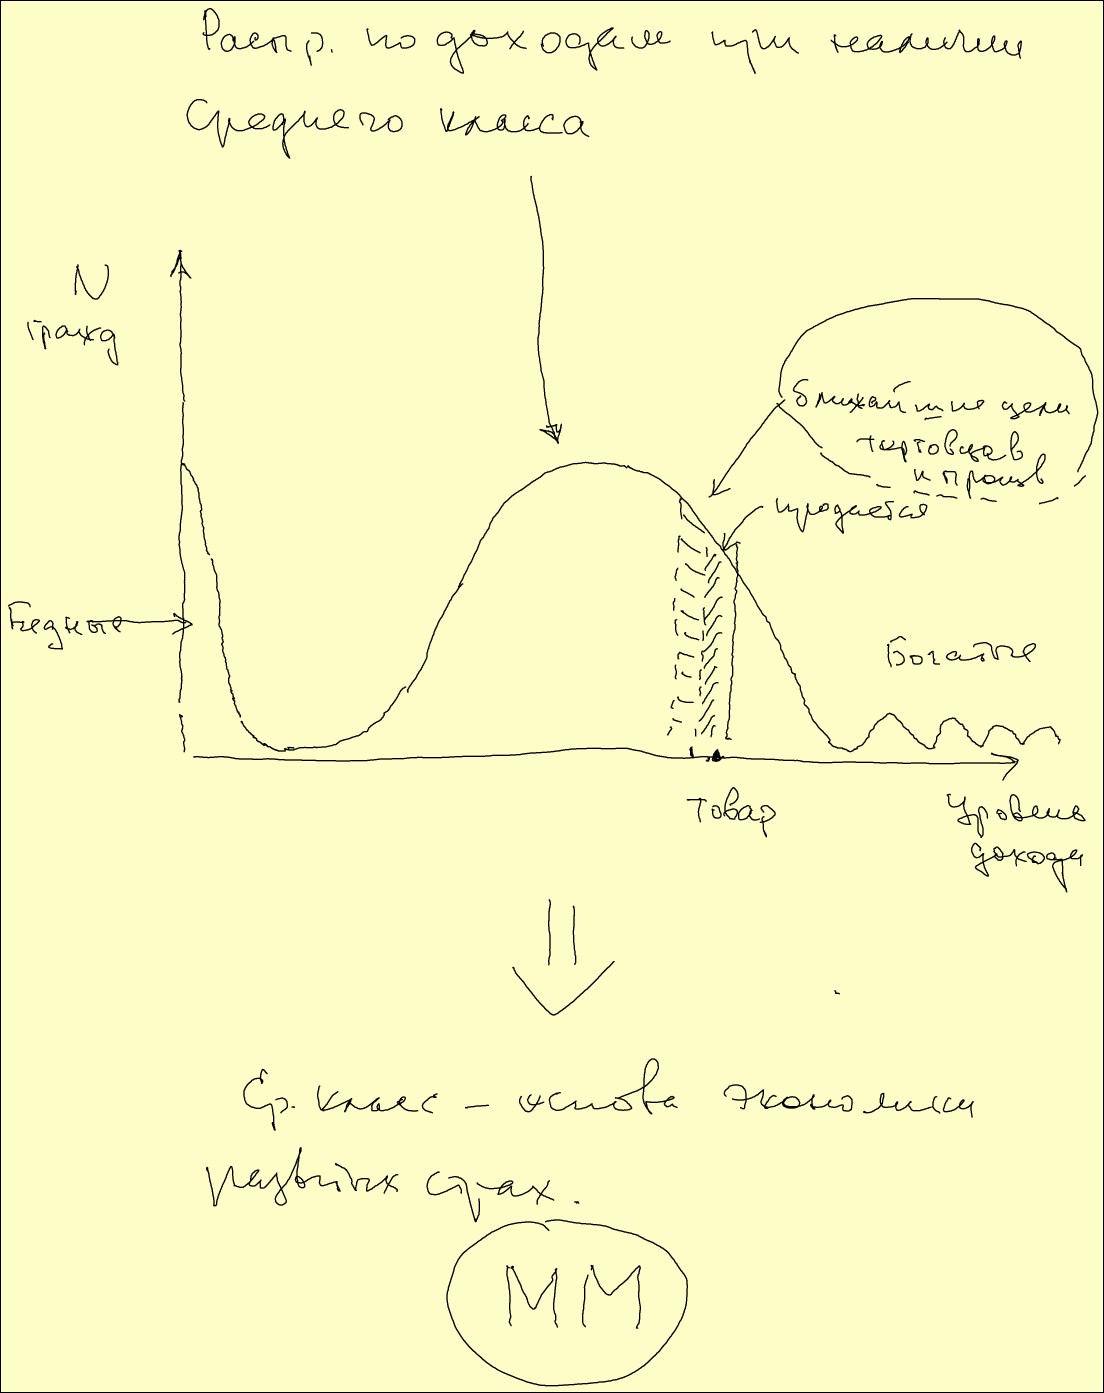 Распр. по доходам при наличии
Среднего класса
N
гражд
ближайшие цели
торговцев
и произв
продается
Бедные
Богатые
Товар
Уровень
дохода
Ср. класс – основа экономики
развитых стран.
ММ